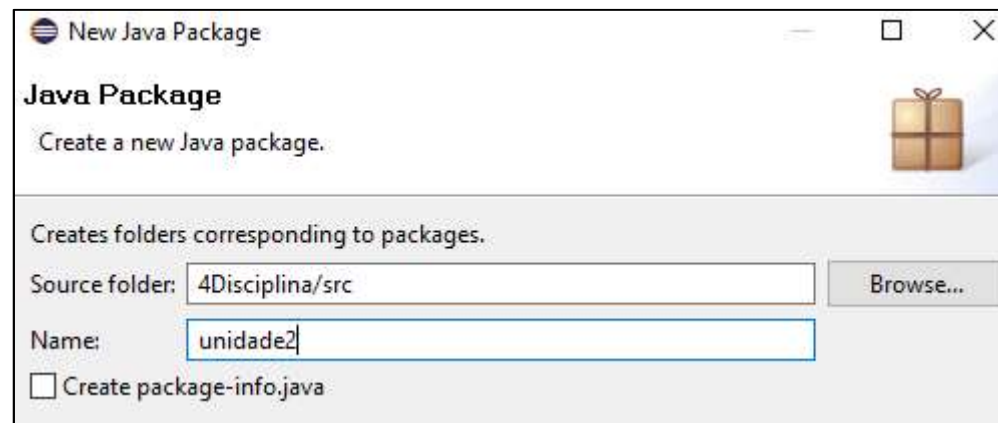 New Java Package
Java Package
Create a new Java package.
Creates folders corresponding to packages.
Source folder: 4Disciplina/src Browse...
Name: unidade2
Create package-info.java